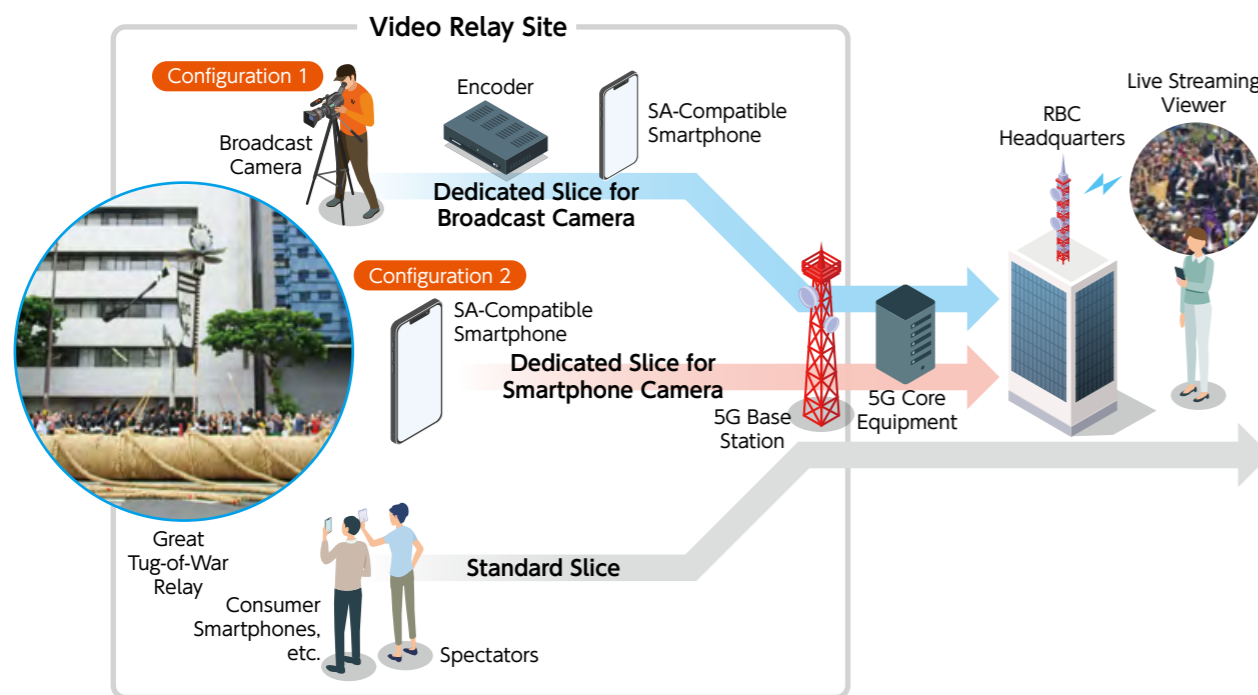 Video Relay Site
Configuration 1
Broadcast
Camera
Encoder
SA-Compatible
Smartphone
Dedicated Slice for
Broadcast Camera
Configuration 2
SA-Compatible
Smartphone
Dedicated Slice for
Smartphone Camera
5G Base
Station
5G Core
Equipment
RBC
Headquarters
Live Streaming
Viewer
Great
Tug-of-War
Relay
Standard Slice
Consumer
Smartphones,
etc.
Spectators